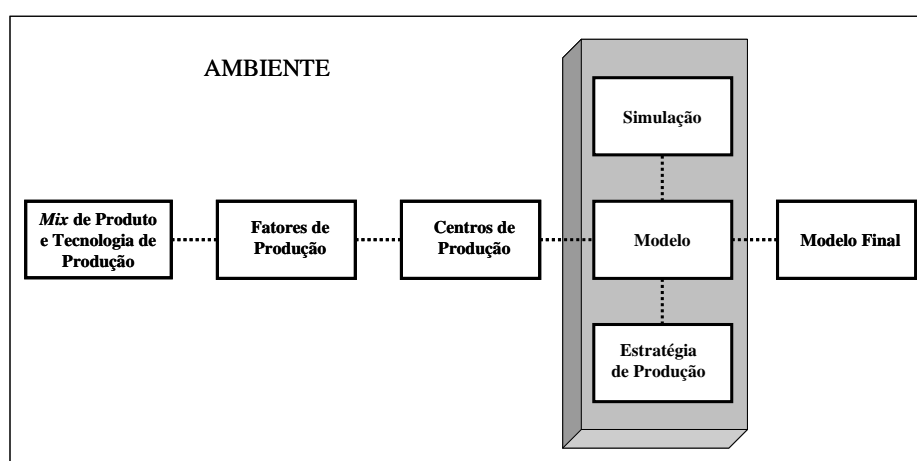 AMBIENTE
Simulação
Mix de Produto
e Tecnologia de
Produção
Fatores de
Produção
Centros de
Produção
Modelo
Modelo Final
Estratégia
de Produção